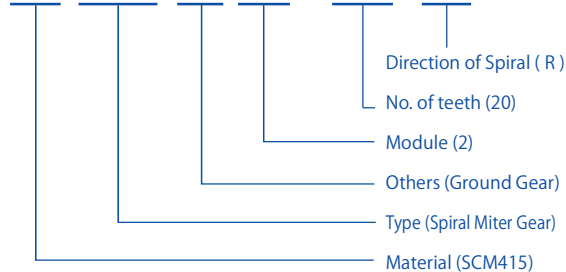 Direction of Spiral ( R )
No. of teeth (20)
Module (2)
Others (Ground Gear)
Type (Spiral Miter Gear)
Material (SCM415)